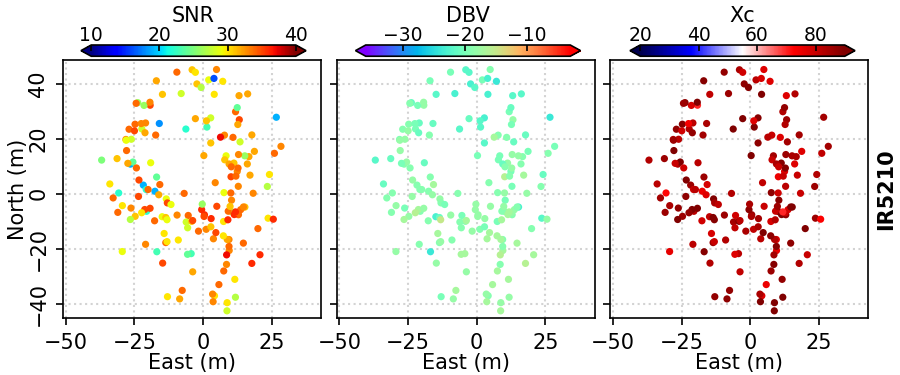 SNR DBV Xc
10 20 30 40 −30 −20 −10 20 40 60 80
40
20
0
−20
−40
North (m)
−50 −25 0 25 −50 −25 0 25 −50 −25 0 25
East (m) East (m) East (m)
IR5210